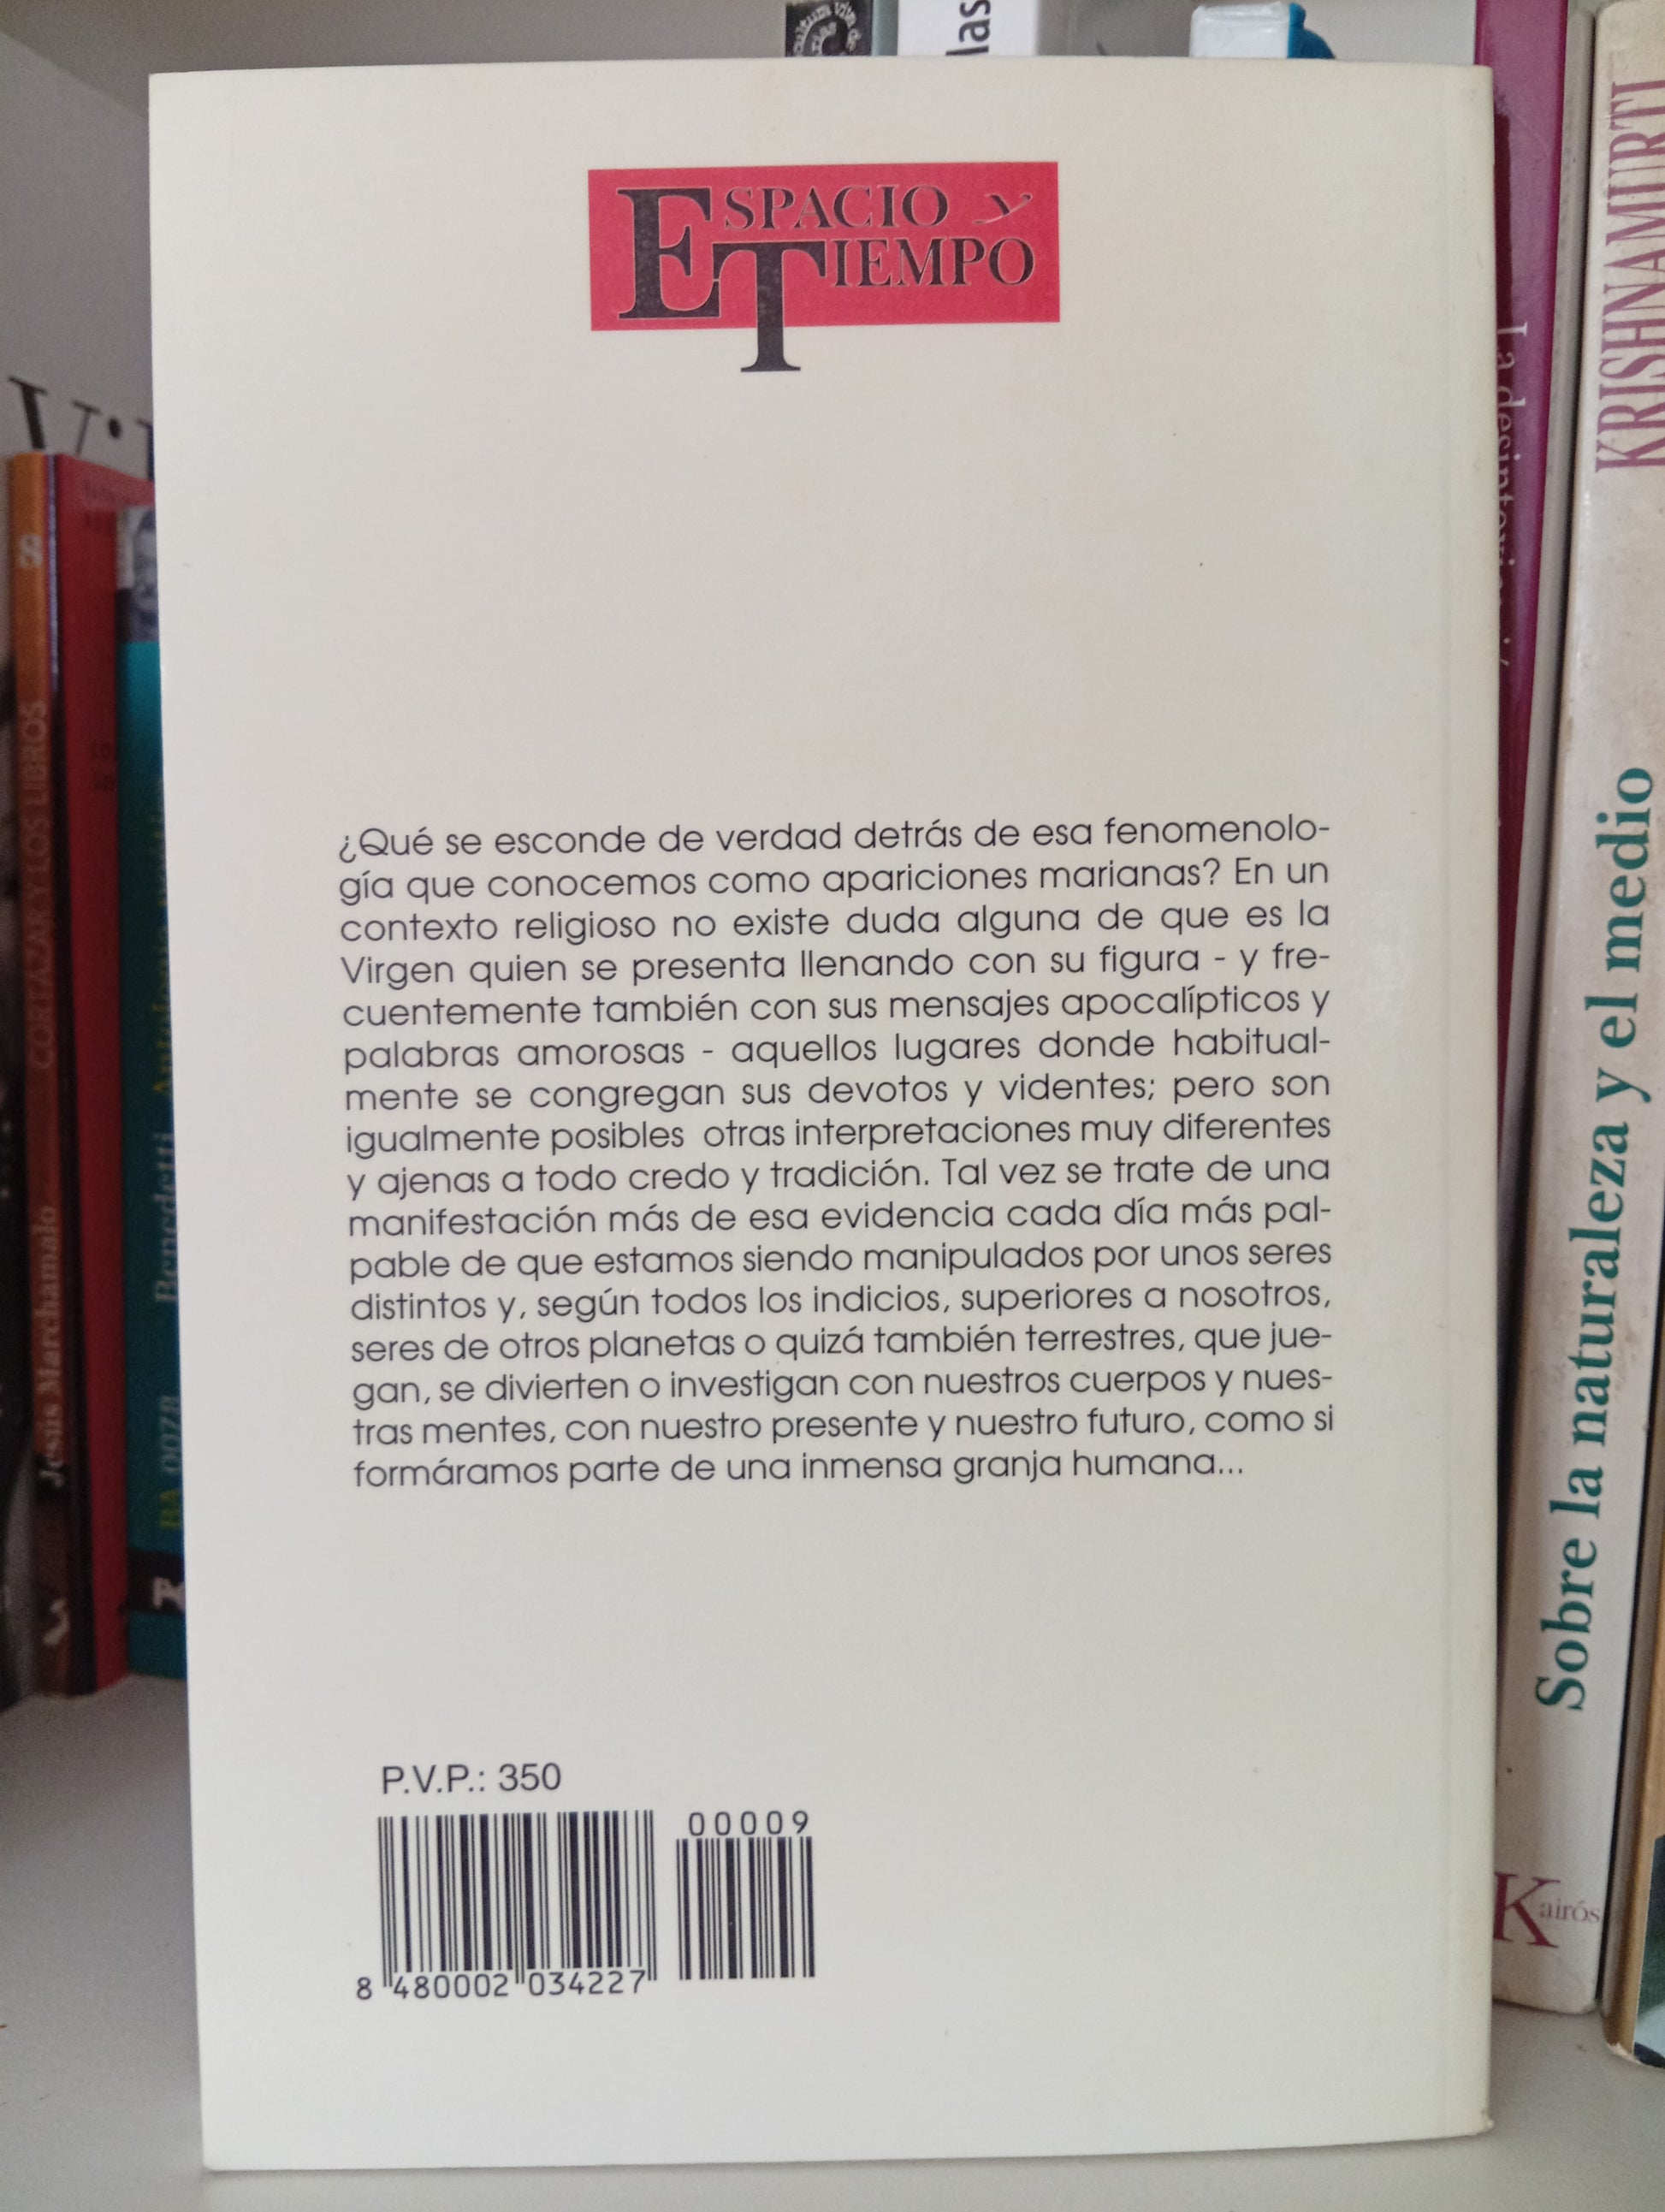 ESPACIO Y
TIEMPO
¿Qué se esconde de verdad detrás de esa fenomenolo-
gía que conocemos como apariciones marianas? En un
contexto religioso no existe duda alguna de que es la
Virgen quien se presenta llenando con su figura - y fre-
cuentemente también con sus mensajes apocalípticos y
palabras amorosas - aquellos lugares donde habitual-
mente se congregan sus devotos y videntes; pero son
igualmente posibles otras interpretaciones muy diferentes
y ajenas a todo credo y tradición. Tal vez se trate de una
manifestación más de esa evidencia cada día más pal-
pable de que estamos siendo manipulados por unos seres
distintos y, según todos los indicios, superiores a nosotros,
seres de otros planetas o quizá también terrestres, que jue-
gan, se divierten o investigan con nuestros cuerpos y nues-
tras mentes, con nuestro presente y nuestro futuro, como si
formáramos parte de una inmensa granja humana...
P.V.P.: 350
00009
8 480002 034227
las
CORTÁZAR Y LOS LIBROS
Jesús Marchamalo
Benedetti
KRISHNAMURTI
Sobre la naturaleza y el medio
Kairós